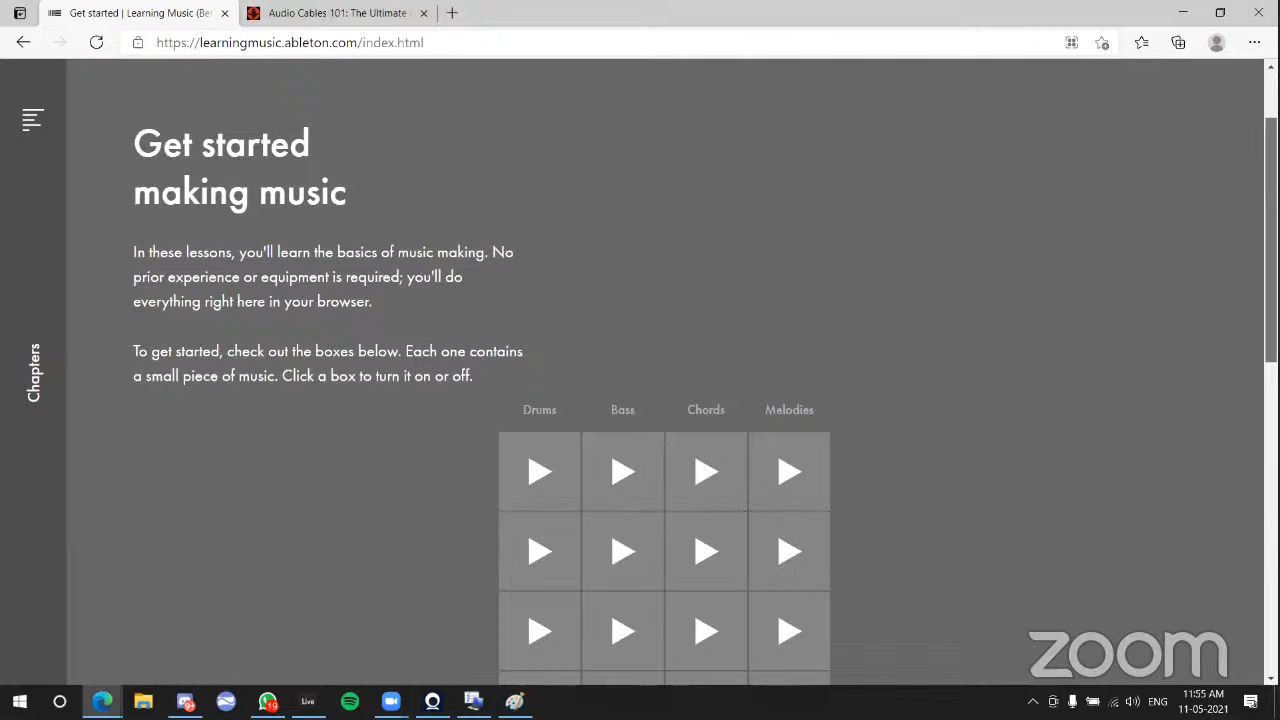 Get started | Learning Music (Be
Audio Cables 101: The Ultimate
https://learningmusic.ableton.com/index.html
Get started
making music
In these lessons, you'll learn the basics of music making. No
prior experience or equipment is required; you'll do
everything right here in your browser.
To get started, check out the boxes below. Each one contains
a small piece of music. Click a box to turn it on or off.
Chapters
Drums Bass Chords Melodies
zoom
19
Live
ENG
11:55 AM
11-05-2021